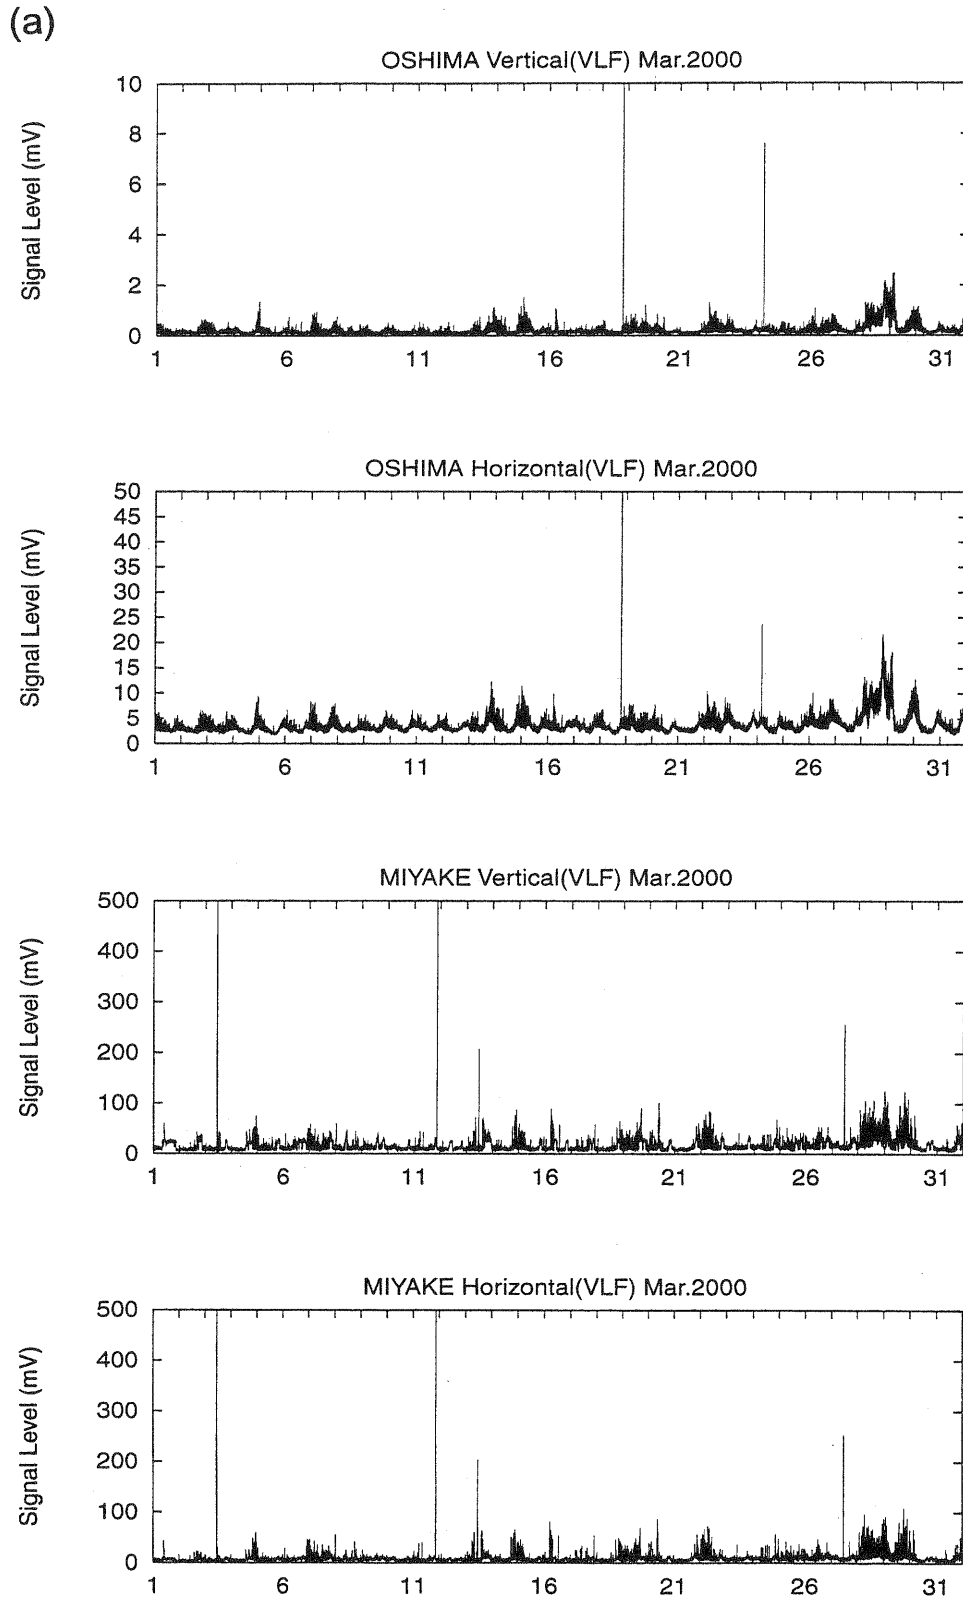 (a)
OSHIMA Vertical(VLF) Mar.2000
Signal Level (mV)
10
8
6
4
2
0
1 6 11 16 21 26 31
OSHIMA Horizontal(VLF) Mar.2000
Signal Level (mV)
50
45
40
35
30
25
20
15
10
5
0
1 6 11 16 21 26 31
MIYAKE Vertical(VLF) Mar.2000
Signal Level (mV)
500
400
300
200
100
0
1 6 11 16 21 26 31
MIYAKE Horizontal(VLF) Mar.2000
Signal Level (mV)
500
400
300
200
100
0
1 6 11 16 21 26 31